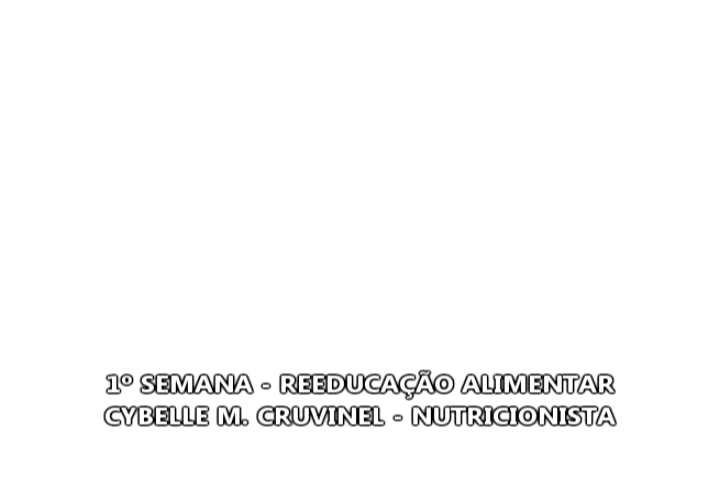 1º SEMANA - REEDUCAÇÃO ALIMENTAR
CYBELLE M. CRUVINEL - NUTRICIONISTA